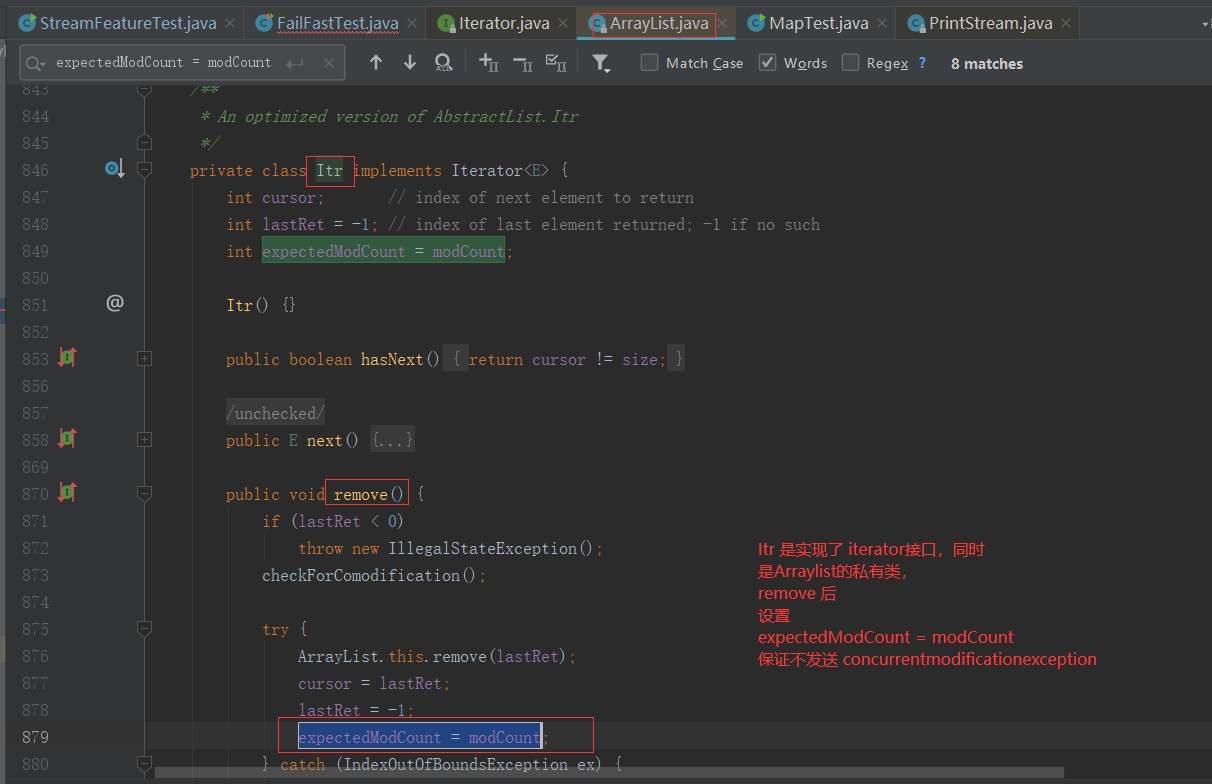 StreamFeatureTest.java
FailFastTest.java
Iterator.java
ArrayList.java
MapTest.java
PrintStream.java
expectedModCount = modCount
Match Case
Words
Regex ?
8 matches
843 /**
844 * An optimized version of AbstractList.Itr
845 */
846 private class Itr implements Iterator<E> {
847 int cursor; // index of next element to return
848 int lastRet = -1; // index of last element returned; -1 if no such
849 int expectedModCount = modCount;
850
851 @ Itr() {}
852
853 public boolean hasNext() { return cursor != size; }
856
857 /unchecked/
858 public E next() {...}
869
870 public void remove() {
871 if (lastRet < 0)
872 throw new IllegalStateException();
873 checkForComodification();
874
875 try {
876 ArrayList.this.remove(lastRet);
877 cursor = lastRet;
878 lastRet = -1;
879 expectedModCount = modCount;
880 } catch (IndexOutOfBoundsException ex) {
Itr 是实现了 iterator接口，同时
是Arraylist的私有类，
remove 后
设置
expectedModCount = modCount
保证不发送 concurrentmodificationexception